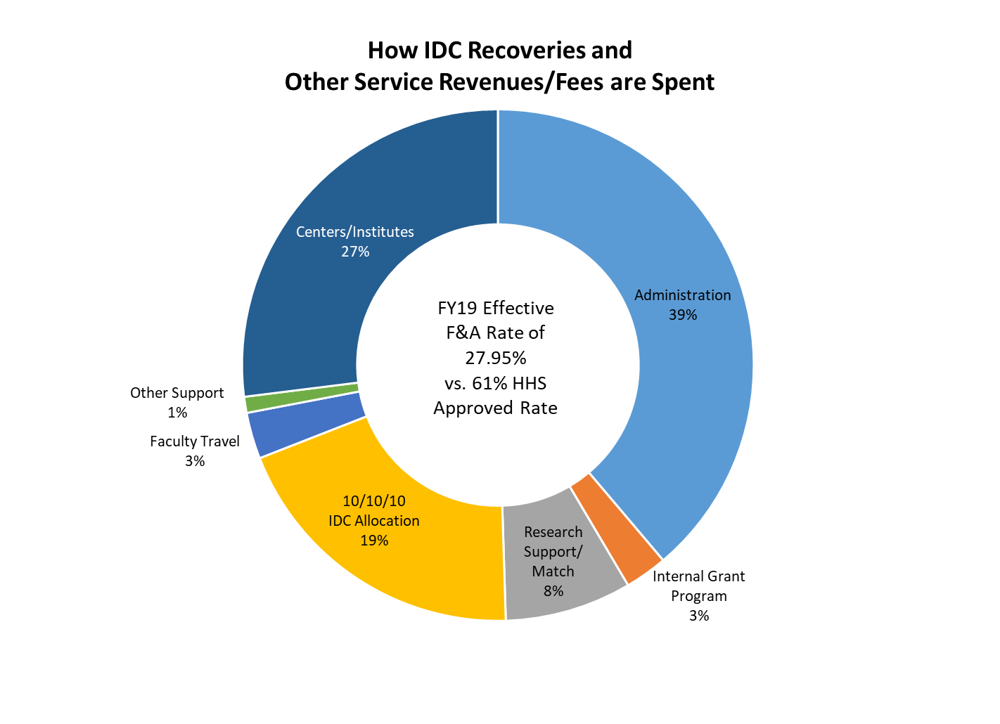 How IDC Recoveries and
Other Service Revenues/Fees are Spent
Centers/Institutes
27%
Administration
39%
FY19 Effective
F&A Rate of
27.95%
vs. 61% HHS
Approved Rate
Other Support
1%
Faculty Travel
3%
10/10/10
IDC Allocation
19%
Research
Support/
Match
8%
Internal Grant
Program
3%